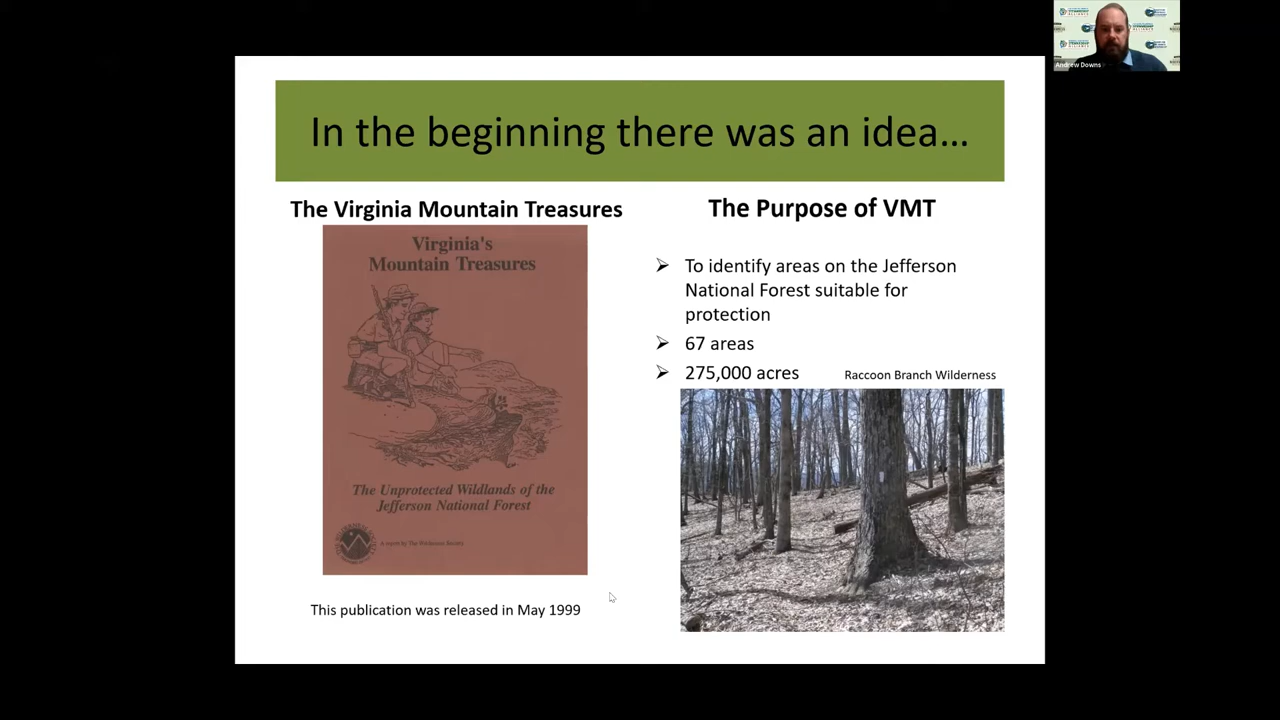 Andrew Downs
In the beginning there was an idea…
The Virginia Mountain Treasures
Virginia's
Mountain Treasures
The Unprotected Wildlands of the
Jefferson National Forest
A report by The Wilderness Society
This publication was released in May 1999
The Purpose of VMT
To identify areas on the Jefferson
National Forest suitable for
protection
67 areas
275,000 acres
Raccoon Branch Wilderness